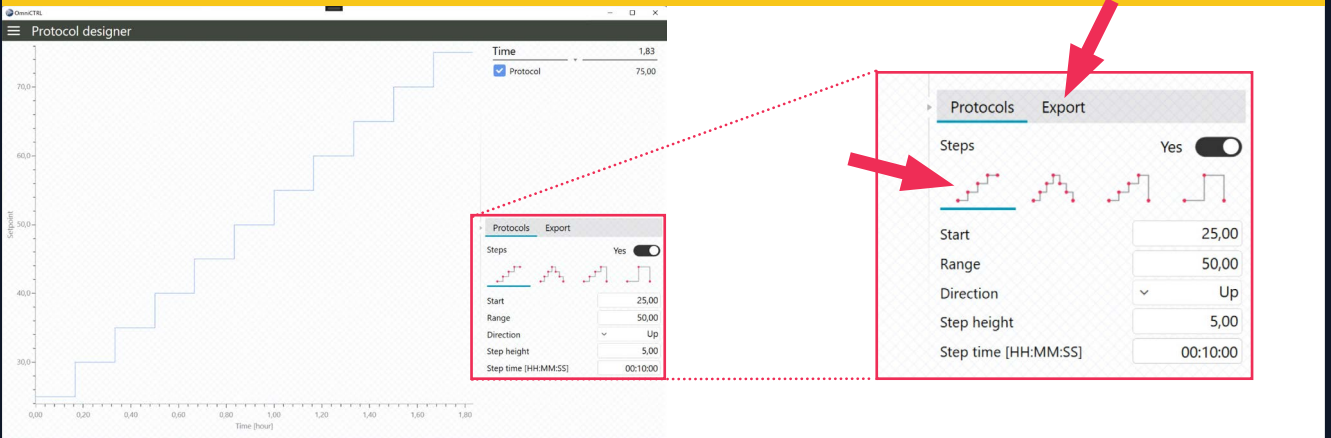 OmniCTRL
Protocol designer
Time 1,83
Protocol 75,00
70,0
60,0
50,0
40,0
30,0
Setpoint
0,00 0,20 0,40 0,60 0,80 1,00 1,20 1,40 1,60 1,80
Time [hour]
Protocols Export
Steps Yes
Start 25,00
Range 50,00
Direction Up
Step height 5,00
Step time [HH:MM:SS] 00:10:00
Protocols Export
Steps Yes
Start 25,00
Range 50,00
Direction Up
Step height 5,00
Step time [HH:MM:SS] 00:10:00